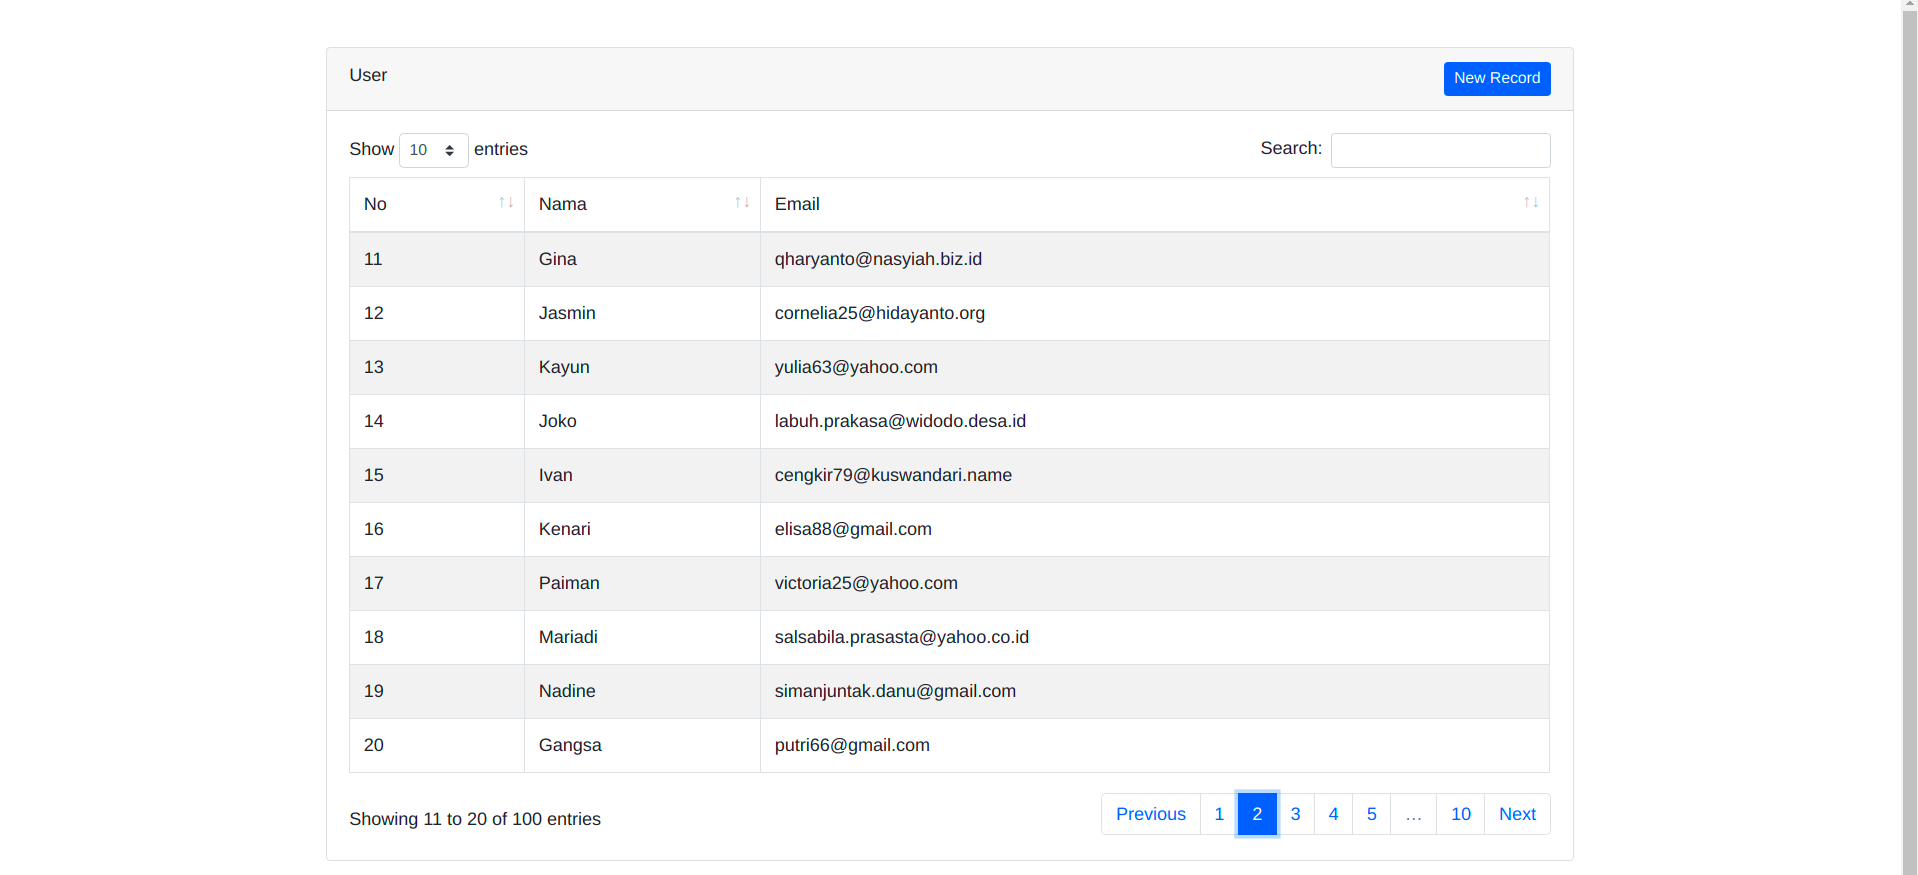 User New Record
Show 10 entries Search:
No Nama Email
11 Gina qharyanto@nasyiah.biz.id
12 Jasmin cornelia25@hidayanto.org
13 Kayun yulia63@yahoo.com
14 Joko labuh.prakasa@widodo.desa.id
15 Ivan cengkir79@kuswandari.name
16 Kenari elisa88@gmail.com
17 Paiman victoria25@yahoo.com
18 Mariadi salsabila.prasasta@yahoo.co.id
19 Nadine simanjuntak.danu@gmail.com
20 Gangsa putri66@gmail.com
Showing 11 to 20 of 100 entries Previous 1 2 3 4 5 … 10 Next